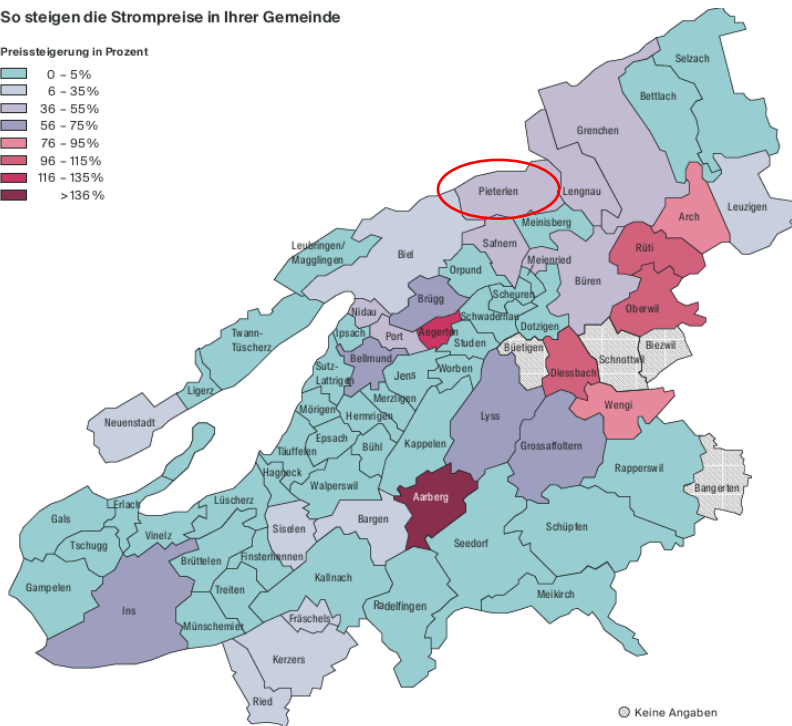 So steigen die Strompreise in Ihrer Gemeinde
Preissteigerung in Prozent
0 – 5%
6 – 35%
36 – 55%
56 – 75%
76 – 95%
96 – 115%
116 – 135%
>136%
Selzach
Bettlach
Grenchen
Pieterlen
Lengnau
Leuzigen
Arch
Meinisberg
Safnern
Rüti
Leubringen/
Magglingen
Biel
Meienried
Orpund
Büren
Scheuren
Brügg
Oberwil
Nidau
Schwadernau
Dotzigen
Twann-
Tüscherz
Ipsach
Port
Aegerten
Studen
Büetigen
Biezwil
Schnottwil
Bellmund
Sutz-
Lattrigen
Jens
Worben
Diessbach
Ligerz
Merzligen
Mörigen
Hermrigen
Wengi
Neuenstadt
Lyss
Epsach
Bühl
Kappelen
Grossaffoltern
Täuffelen
Hagneck
Walperswil
Rapperswil
Bangerten
Aarberg
Erlach
Lüscherz
Gals
Siselen
Bargen
Vinelz
Schüpfen
Tschugg
Seedorf
Finsterhennen
Brüttelen
Kallnach
Gampelen
Treiten
Meikirch
Radelfingen
Ins
Münschemier
Fräschels
Kerzers
Ried
Keine Angaben